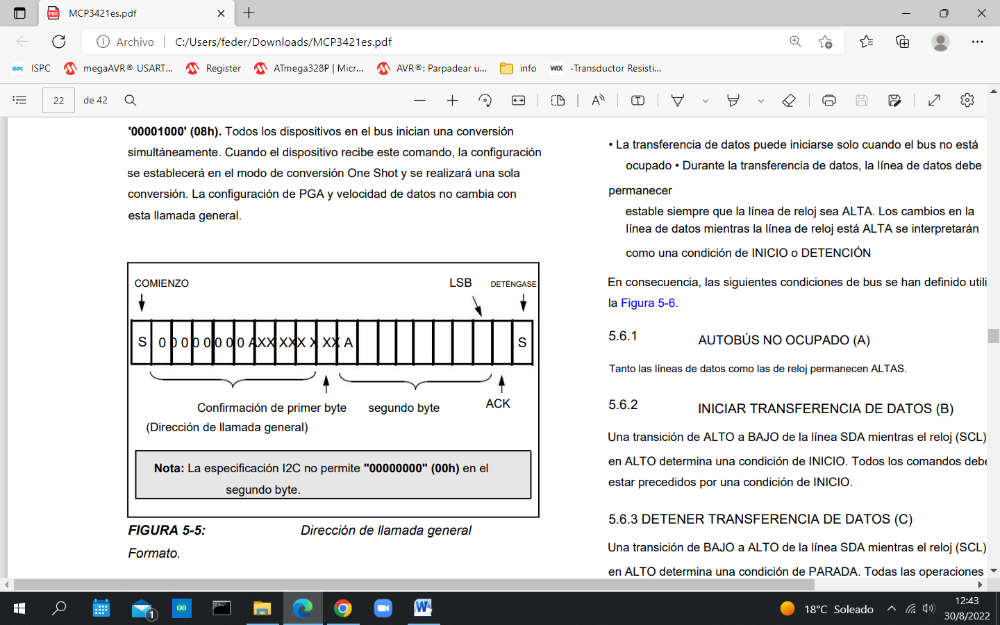 MCP3421es.pdf
Archivo
C:/Users/feder/Downloads/MCP3421es.pdf
ISPC
ISPC
megaAVR® USART...
Register
ATmega328P | Micr...
AVR®: Parpadear u...
info
WIX
-Transductor Resisti...
22
de 42
'00001000' (08h). Todos los dispositivos en el bus inician una conversión
simultáneamente. Cuando el dispositivo recibe este comando, la configuración
se establecerá en el modo de conversión One Shot y se realizará una sola
conversión. La configuración de PGA y velocidad de datos no cambia con
esta llamada general.
COMIENZO
LSB
DETÉNGASE
S
0 0 0 0 0 0 0 0 A XX XXX X XX A
S
Confirmación de primer byte
segundo byte
ACK
(Dirección de llamada general)
Nota: La especificación I2C no permite "00000000" (00h) en el
segundo byte.
FIGURA 5-5:
Dirección de llamada general
Formato.
• La transferencia de datos puede iniciarse solo cuando el bus no está
ocupado • Durante la transferencia de datos, la línea de datos debe
permanecer
estable siempre que la línea de reloj sea ALTA. Los cambios en la
línea de datos mientras la línea de reloj está ALTA se interpretarán
como una condición de INICIO o DETENCIÓN
En consecuencia, las siguientes condiciones de bus se han definido utili
la Figura 5-6.
5.6.1
AUTOBÚS NO OCUPADO (A)
Tanto las líneas de datos como las de reloj permanecen ALTAS.
5.6.2
INICIAR TRANSFERENCIA DE DATOS (B)
Una transición de ALTO a BAJO de la línea SDA mientras el reloj (SCL)
en ALTO determina una condición de INICIO. Todos los comandos debe
estar precedidos por una condición de INICIO.
5.6.3 DETENER TRANSFERENCIA DE DATOS (C)
Una transición de BAJO a ALTO de la línea SDA mientras el reloj (SCL)
en ALTO determina una condición de PARADA. Todas las operaciones
1
18°C Soleado
12:43
30/8/2022